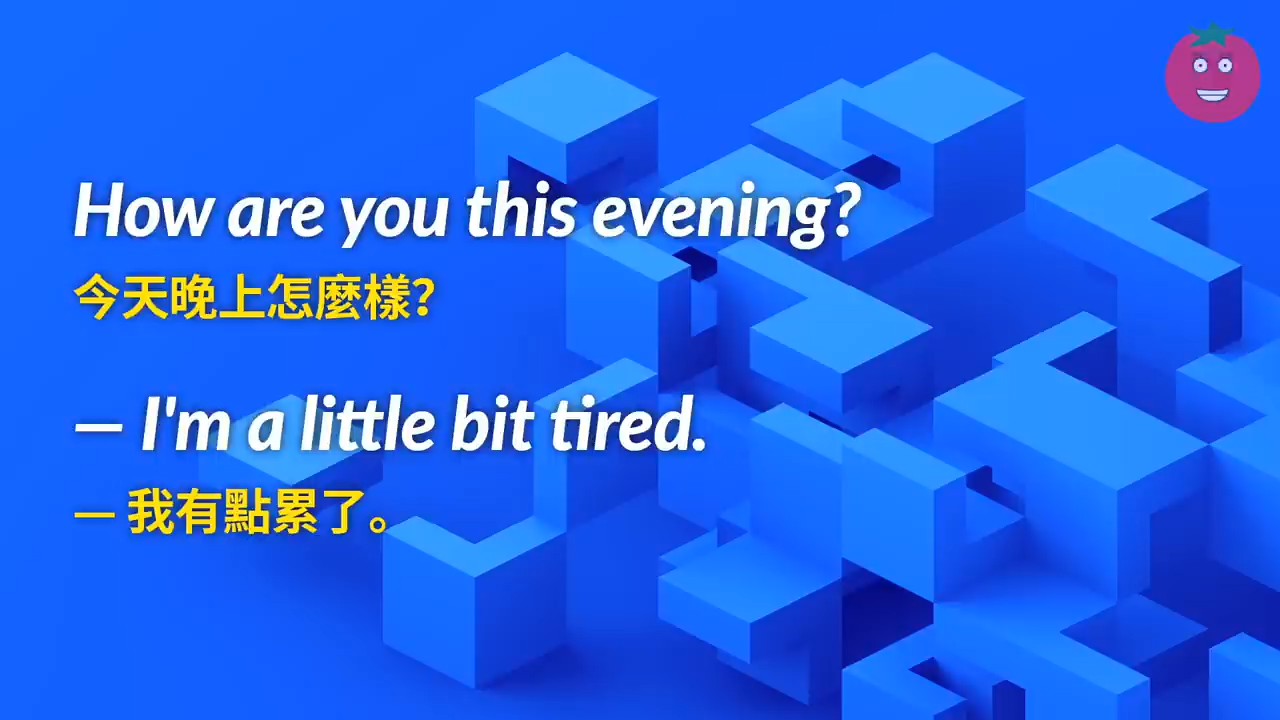 How are you this evening?
今天晚上怎麼樣?
— I'm a little bit tired.
— 我有點累了。